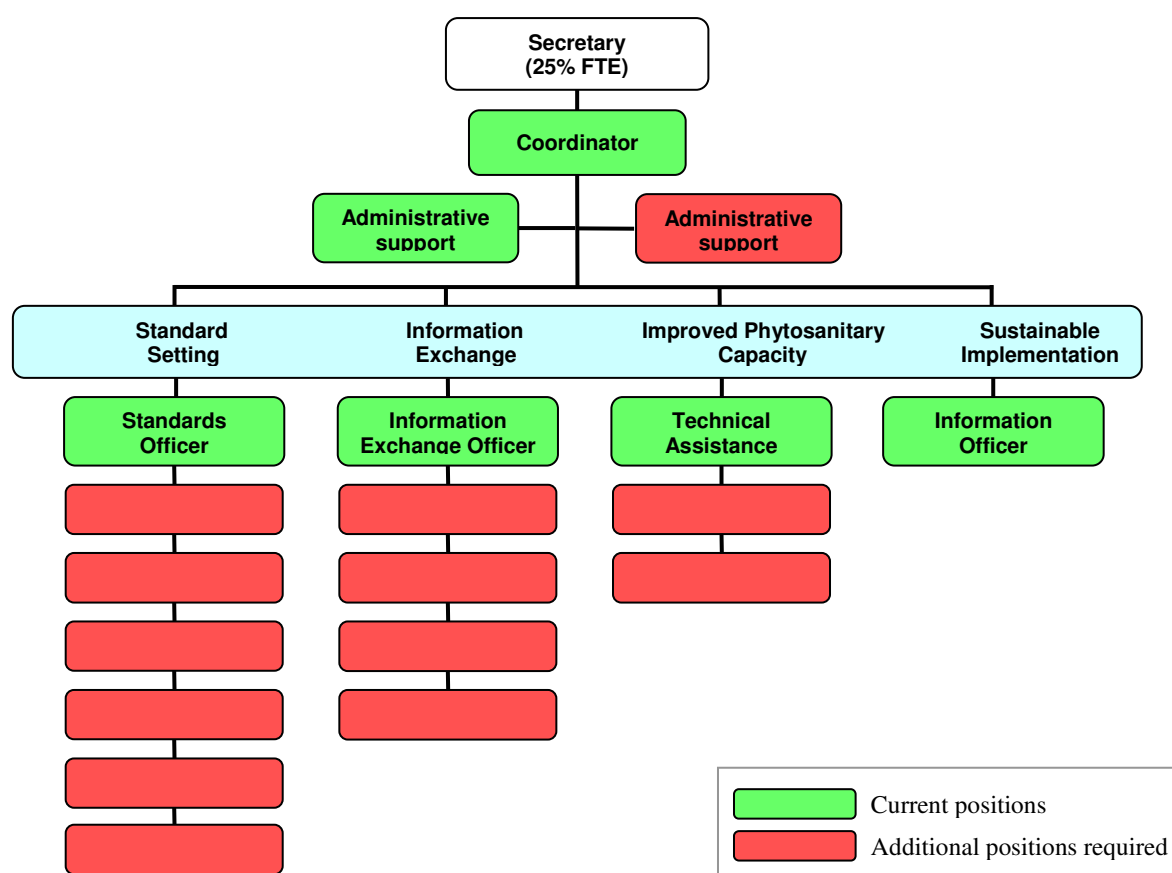 Secretary
(25% FTE)
Coordinator
Administrative
support
Administrative
support
Standard
Setting
Information
Exchange
Improved Phytosanitary
Capacity
Sustainable
Implementation
Standards
Officer
Information
Exchange Officer
Technical
Assistance
Information
Officer
Current positions
Additional positions required